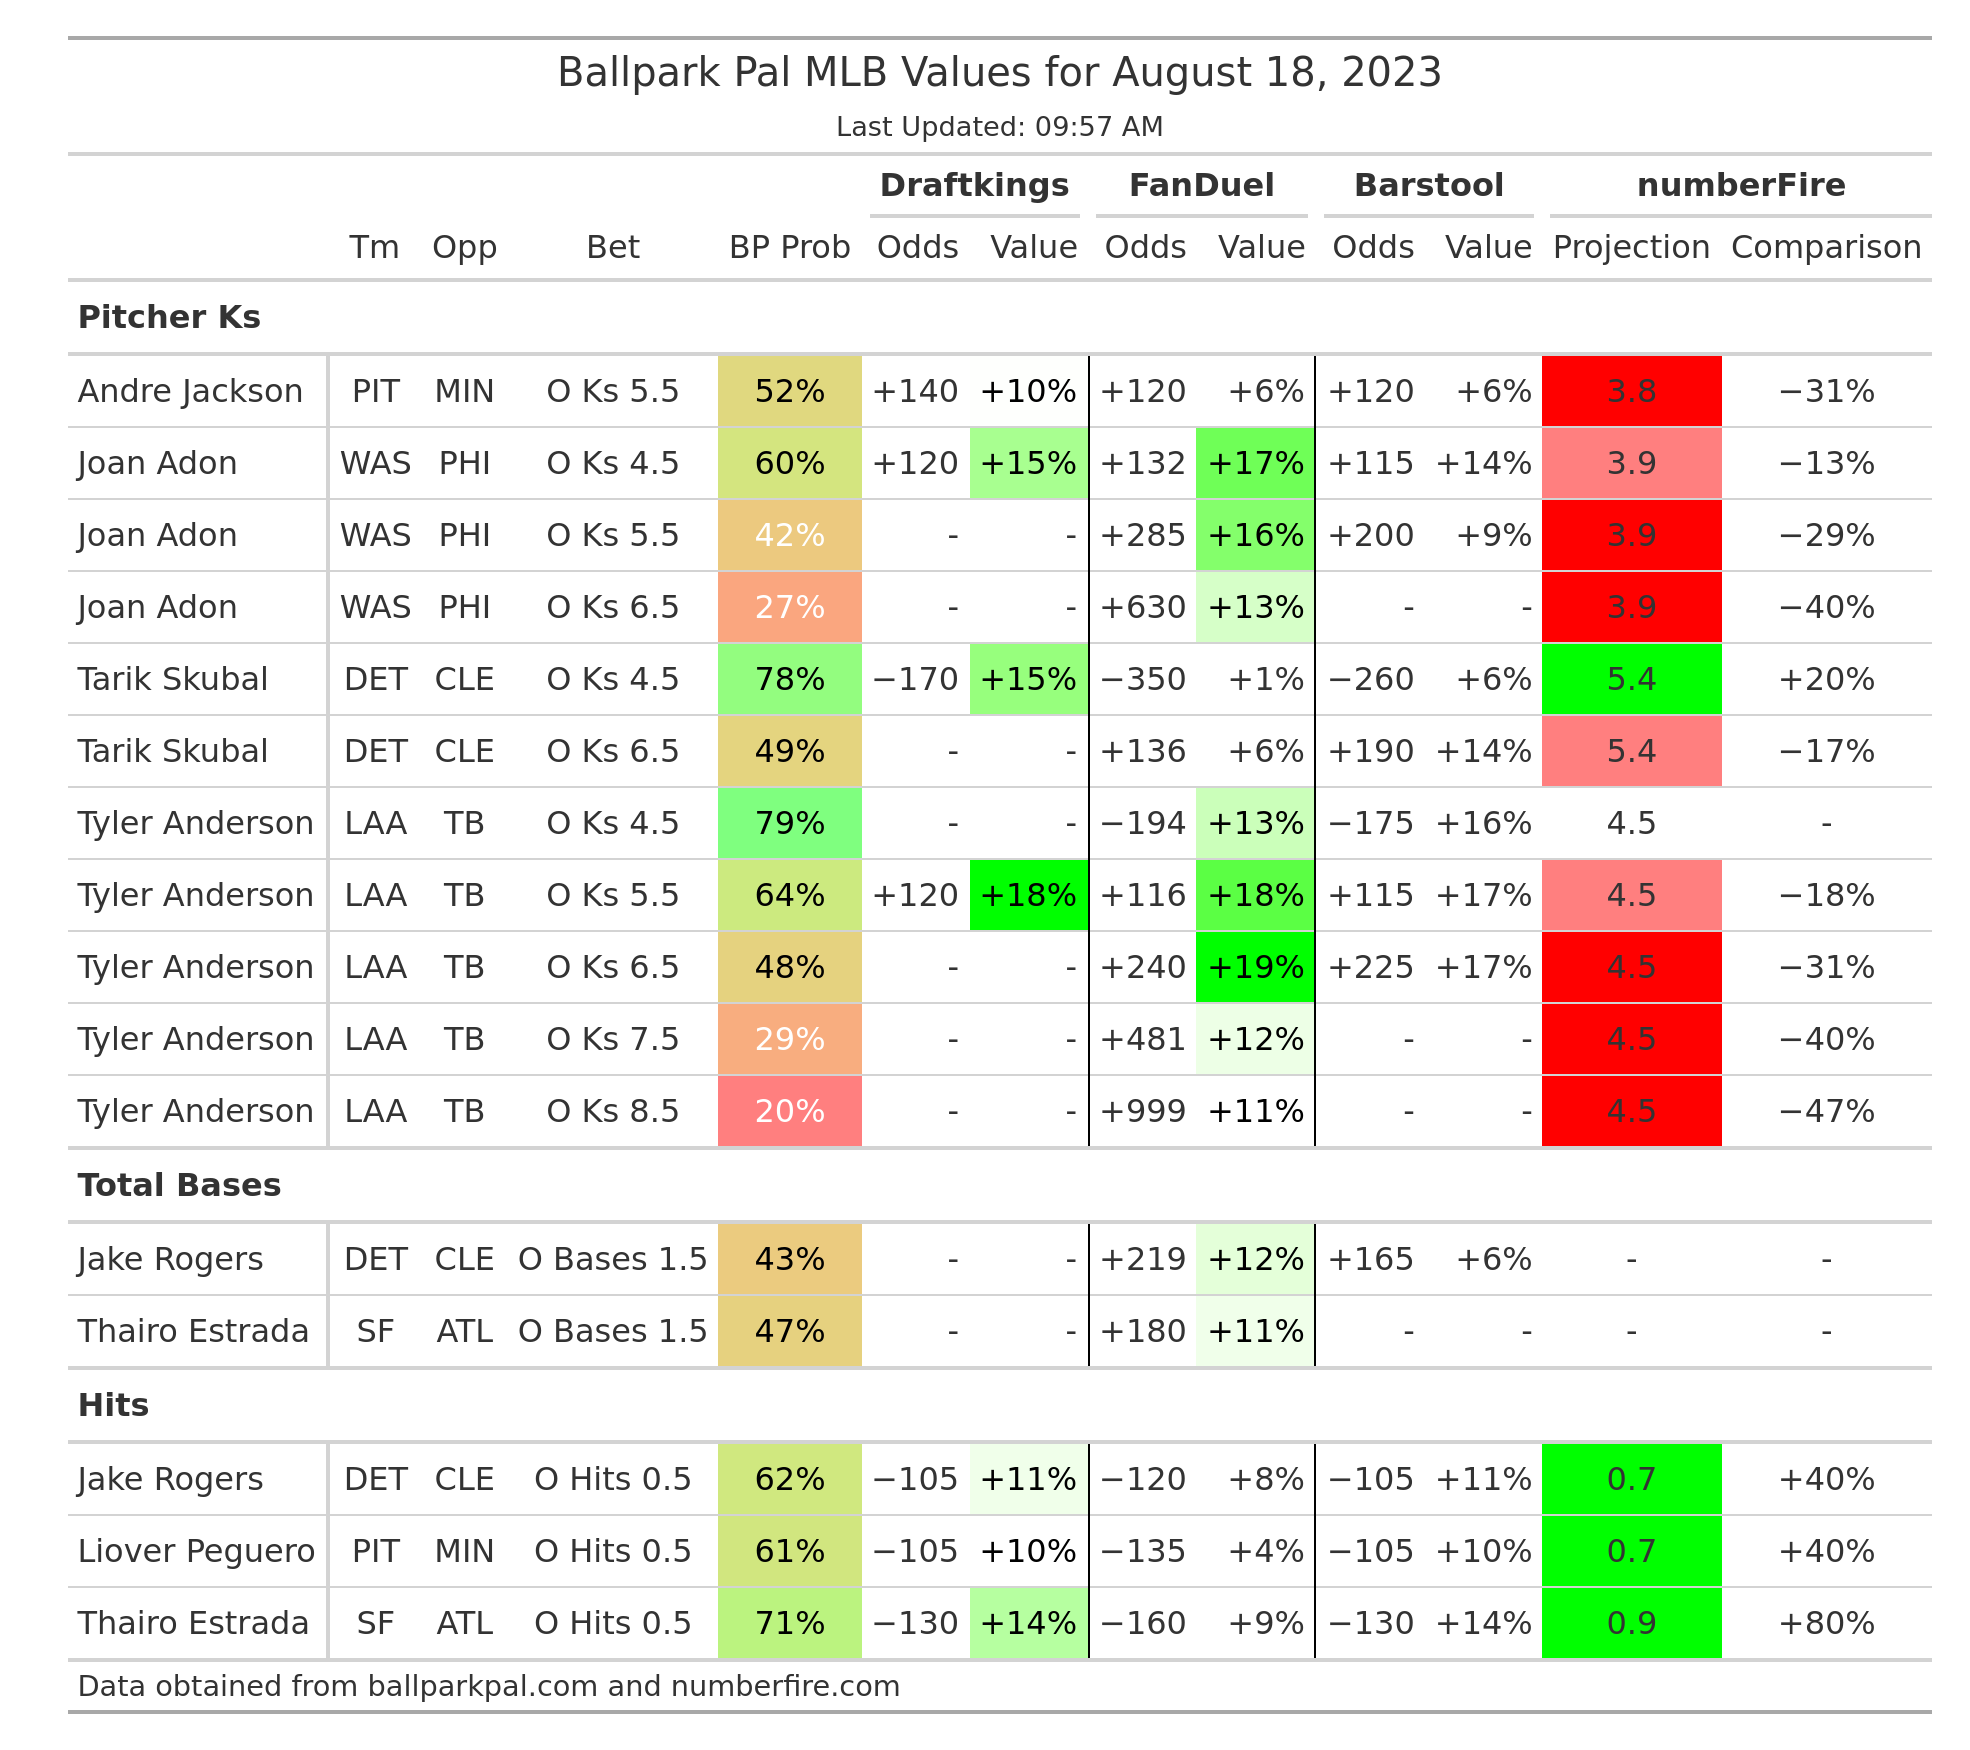 Ballpark Pal MLB Values for August 18, 2023
Last Updated: 09:57 AM
Draftkings FanDuel Barstool numberFire
Tm Opp Bet BP Prob Odds Value Odds Value Odds Value Projection Comparison
Pitcher Ks
Andre Jackson PIT MIN O Ks 5.5 52% +140 +10% +120 +6% +120 +6% 3.8 −31%
Joan Adon WAS PHI O Ks 4.5 60% +120 +15% +132 +17% +115 +14% 3.9 −13%
Joan Adon WAS PHI O Ks 5.5 42% - - +285 +16% +200 +9% 3.9 −29%
Joan Adon WAS PHI O Ks 6.5 27% - - +630 +13% - - 3.9 −40%
Tarik Skubal DET CLE O Ks 4.5 78% −170 +15% −350 +1% −260 +6% 5.4 +20%
Tarik Skubal DET CLE O Ks 6.5 49% - - +136 +6% +190 +14% 5.4 −17%
Tyler Anderson LAA TB O Ks 4.5 79% - - −194 +13% −175 +16% 4.5 -
Tyler Anderson LAA TB O Ks 5.5 64% +120 +18% +116 +18% +115 +17% 4.5 −18%
Tyler Anderson LAA TB O Ks 6.5 48% - - +240 +19% +225 +17% 4.5 −31%
Tyler Anderson LAA TB O Ks 7.5 29% - - +481 +12% - - 4.5 −40%
Tyler Anderson LAA TB O Ks 8.5 20% - - +999 +11% - - 4.5 −47%
Total Bases
Jake Rogers DET CLE O Bases 1.5 43% - - +219 +12% +165 +6% - -
Thairo Estrada SF ATL O Bases 1.5 47% - - +180 +11% - - - -
Hits
Jake Rogers DET CLE O Hits 0.5 62% −105 +11% −120 +8% −105 +11% 0.7 +40%
Liover Peguero PIT MIN O Hits 0.5 61% −105 +10% −135 +4% −105 +10% 0.7 +40%
Thairo Estrada SF ATL O Hits 0.5 71% −130 +14% −160 +9% −130 +14% 0.9 +80%
Data obtained from ballparkpal.com and numberfire.com